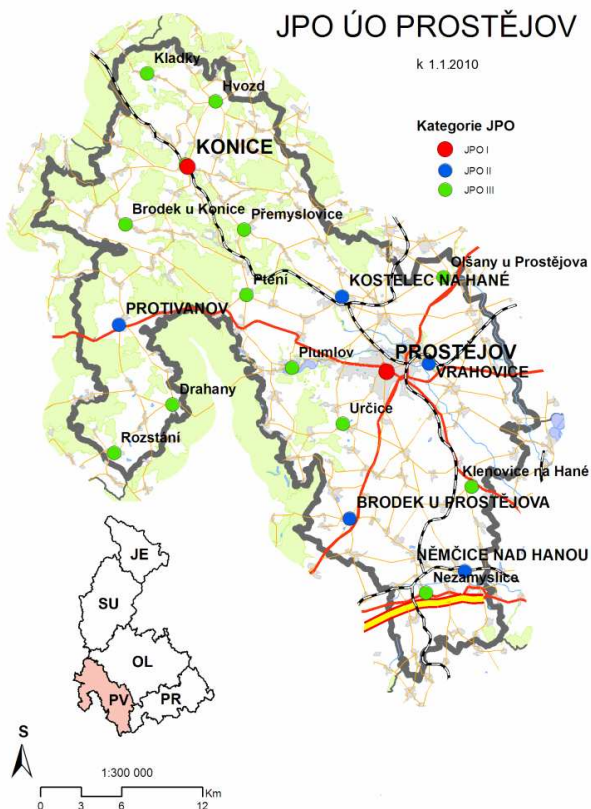 JPO ÚO PROSTĚJOV
k 1.1.2010
Kategorie JPO
JPO I
JPO II
JPO III
Kladky
Hvozd
KONICE
Brodek u Konice
Přemyslovice
Olšany u Prostějova
Ptení
KOSTELEC NA HANÉ
PROTIVANOV
PROSTĚJOV
VRAHOVICE
Plumlov
Drahany
Určice
Rozstání
Klenovice na Hané
BRODEK U PROSTĚJOVA
NĚMČICE NAD HANOU
Nezamyslice
JE
SU
OL
PV
PR
S
1:300 000
Km
0 3 6 12